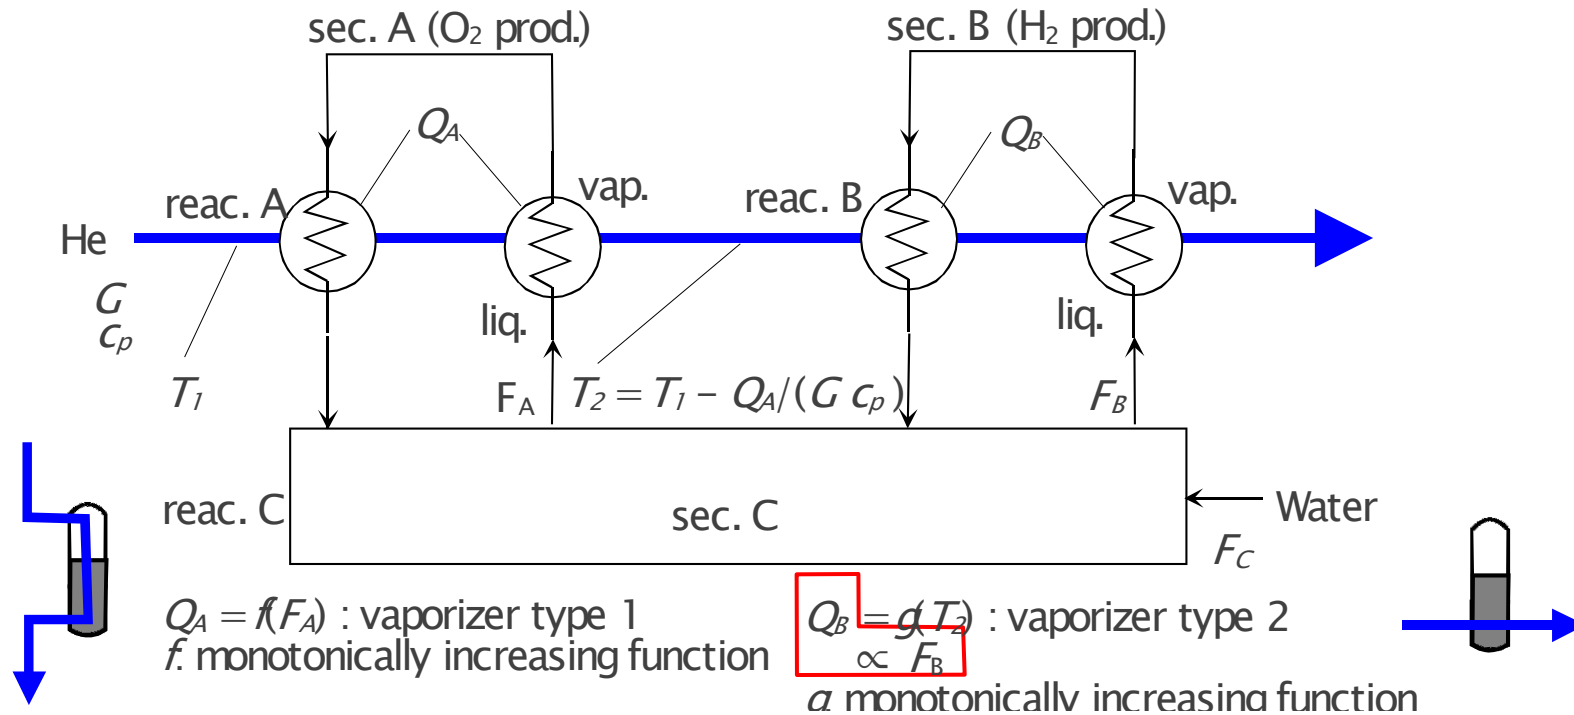 sec. A (O₂ prod.)
sec. B (H₂ prod.)
Q_A
Q_B
reac. A
vap.
reac. B
vap.
He
G
c_p
liq.
liq.
T_1
F_A
T_2 = T_1 − Q_A/(G c_p)
F_B
reac. C
sec. C
Water
F_C
Q_A = f(F_A) : vaporizer type 1
f: monotonically increasing function
Q_B = g(T_2) : vaporizer type 2
∝ F_B
g: monotonically increasing function